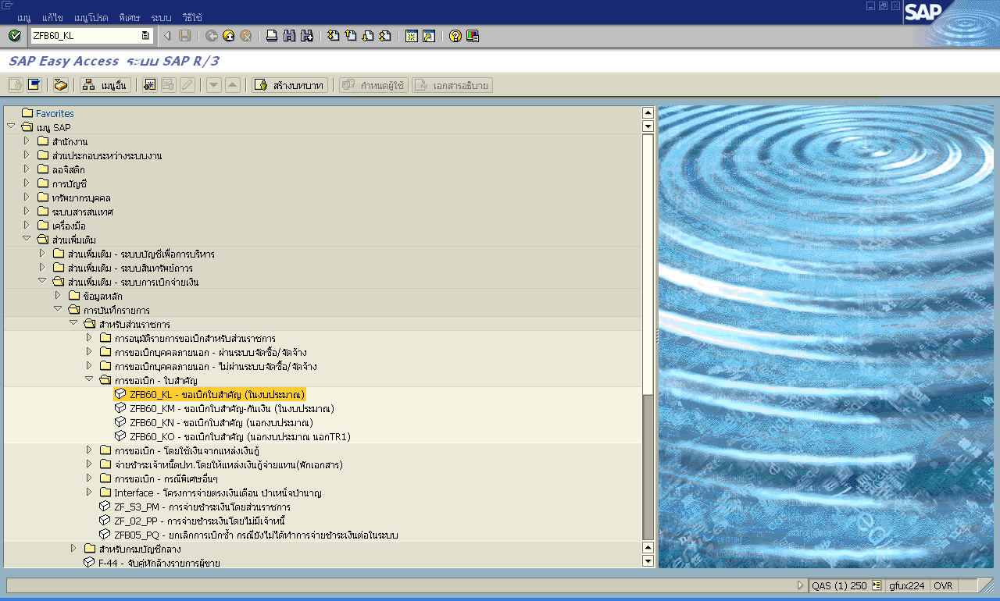 เมนู แก้ไข เมนูโปรด พิเศษ ระบบ วิธีใช้
SAP
ZFB60_KL
SAP Easy Access ระบบ SAP R/3
เมนูอื่น สร้างบทบาท กำหนดผู้ใช้ เอกสารอธิบาย
Favorites
เมนู SAP
สำนักงาน
ส่วนประกอบระหว่างระบบงาน
ลอจิสติก
การบัญชี
ทรัพยากรบุคคล
ระบบสารสนเทศ
เครื่องมือ
ส่วนเพิ่มเติม
ส่วนเพิ่มเติม - ระบบบัญชีเพื่อการบริหาร
ส่วนเพิ่มเติม - ระบบสินทรัพย์ถาวร
ส่วนเพิ่มเติม - ระบบการเบิกจ่ายเงิน
ข้อมูลหลัก
การบันทึกรายการ
สำหรับส่วนราชการ
การอนุมัติรายการขอเบิกสำหรับส่วนราชการ
การขอเบิกบุคคลภายนอก - ผ่านระบบจัดซื้อ/จัดจ้าง
การขอเบิกบุคคลภายนอก - ไม่ผ่านระบบจัดซื้อ/จัดจ้าง
การขอเบิก - ใบสำคัญ
ZFB60_KL - ขอเบิกใบสำคัญ (ในงบประมาณ)
ZFB60_KM - ขอเบิกใบสำคัญ-กันเงิน (ในงบประมาณ)
ZFB60_KN - ขอเบิกใบสำคัญ (นอกงบประมาณ)
ZFB60_KO - ขอเบิกใบสำคัญ (นอกงบประมาณ นอกTR1)
การขอเบิก - โดยใช้เงินจากแหล่งเงินกู้
จ่ายชำระเจ้าหนี้ตปท.โดยให้แหล่งเงินกู้จ่ายแทน(พักเอกสาร)
การขอเบิก - กรณีพิเศษอื่นๆ
Interface - โครงการจ่ายตรงเงินเดือน บำเหน็จบำนาญ
ZF_53_PM - การจ่ายชำระเงินโดยส่วนราชการ
ZF_02_PP - การจ่ายชำระเงินโดยไม่มีเจ้าหนี้
ZFB05_PQ - ยกเลิกการเบิกซ้ำ กรณียังไม่ได้ทำการจ่ายชำระเงินต่อในระบบ
สำหรับกรมบัญชีกลาง
F-44 - จับคู่หักล้างรายการผู้ขาย
QAS (1) 250 gfux224 OVR